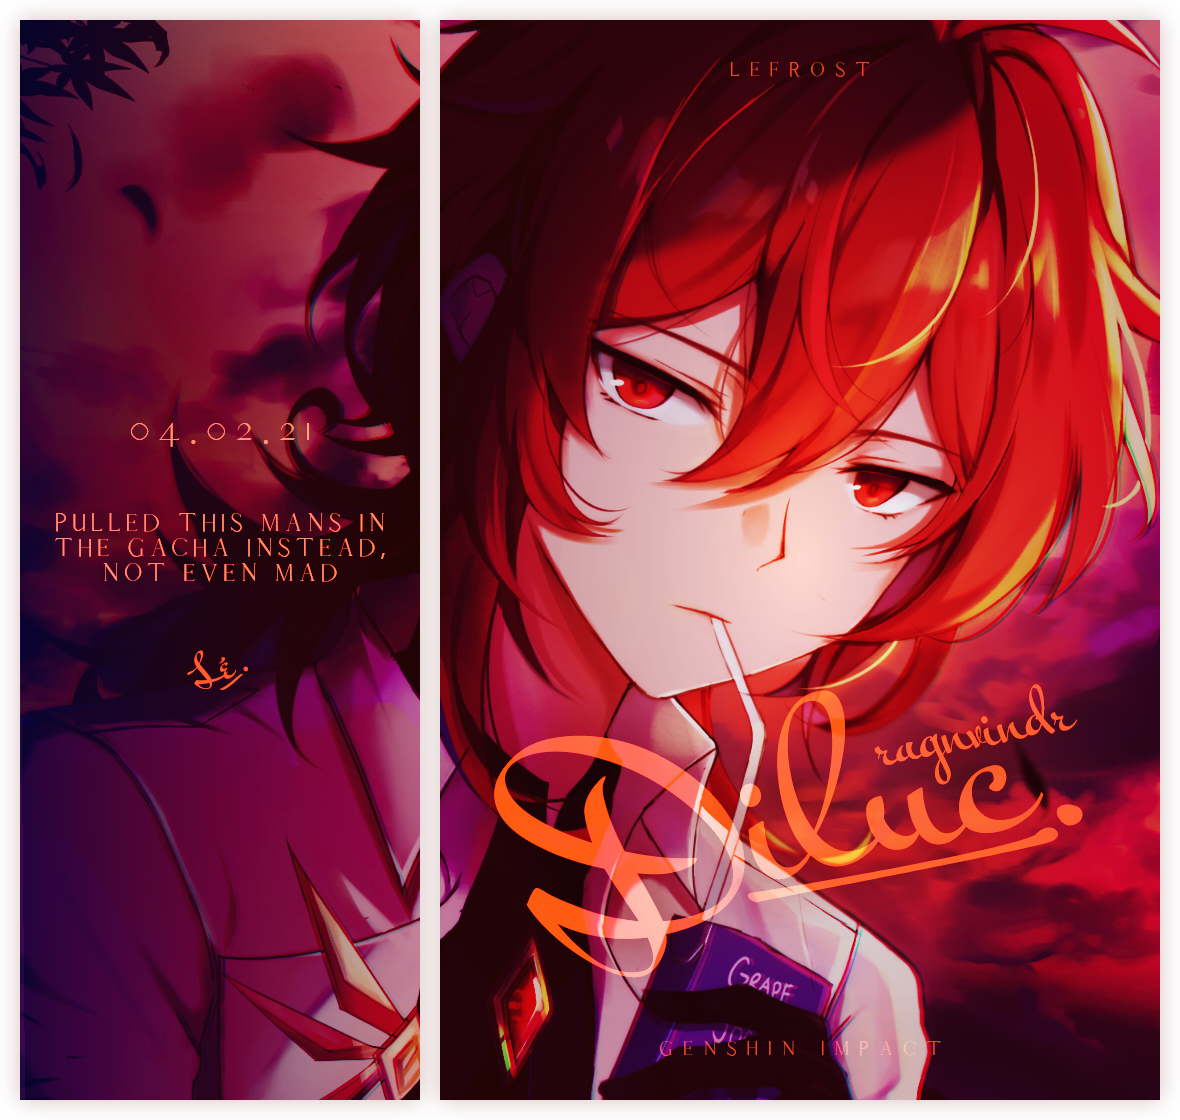 04.02.21
PULLED THIS MANS IN
THE GACHA INSTEAD,
NOT EVEN MAD
LEFROST
ragnvindr
Diluc.
GRAPE
GENSHIN IMPACT